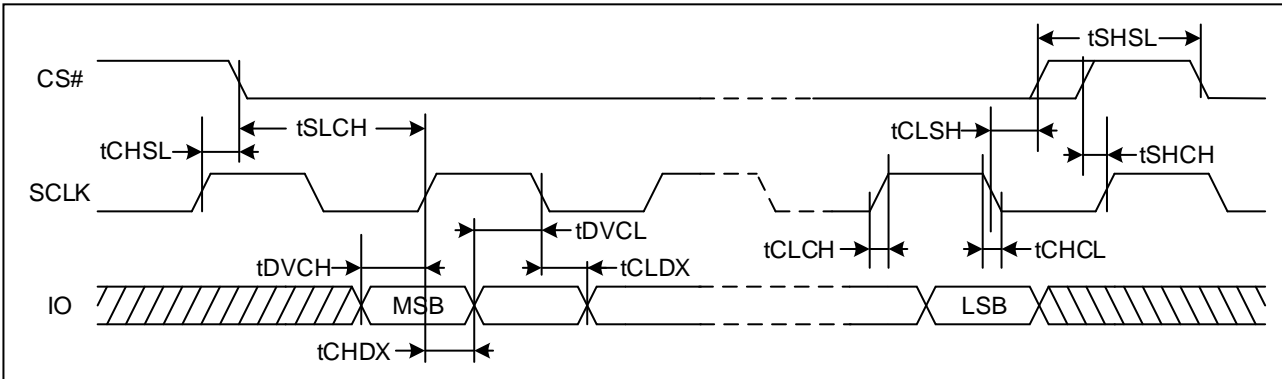 tSHSL
CS#
tSLCH
tCLSH
tCHSL
tSHCH
SCLK
tDVCL
tDVCH
tCLDX
tCLCH
tCHCL
IO
MSB
LSB
tCHDX